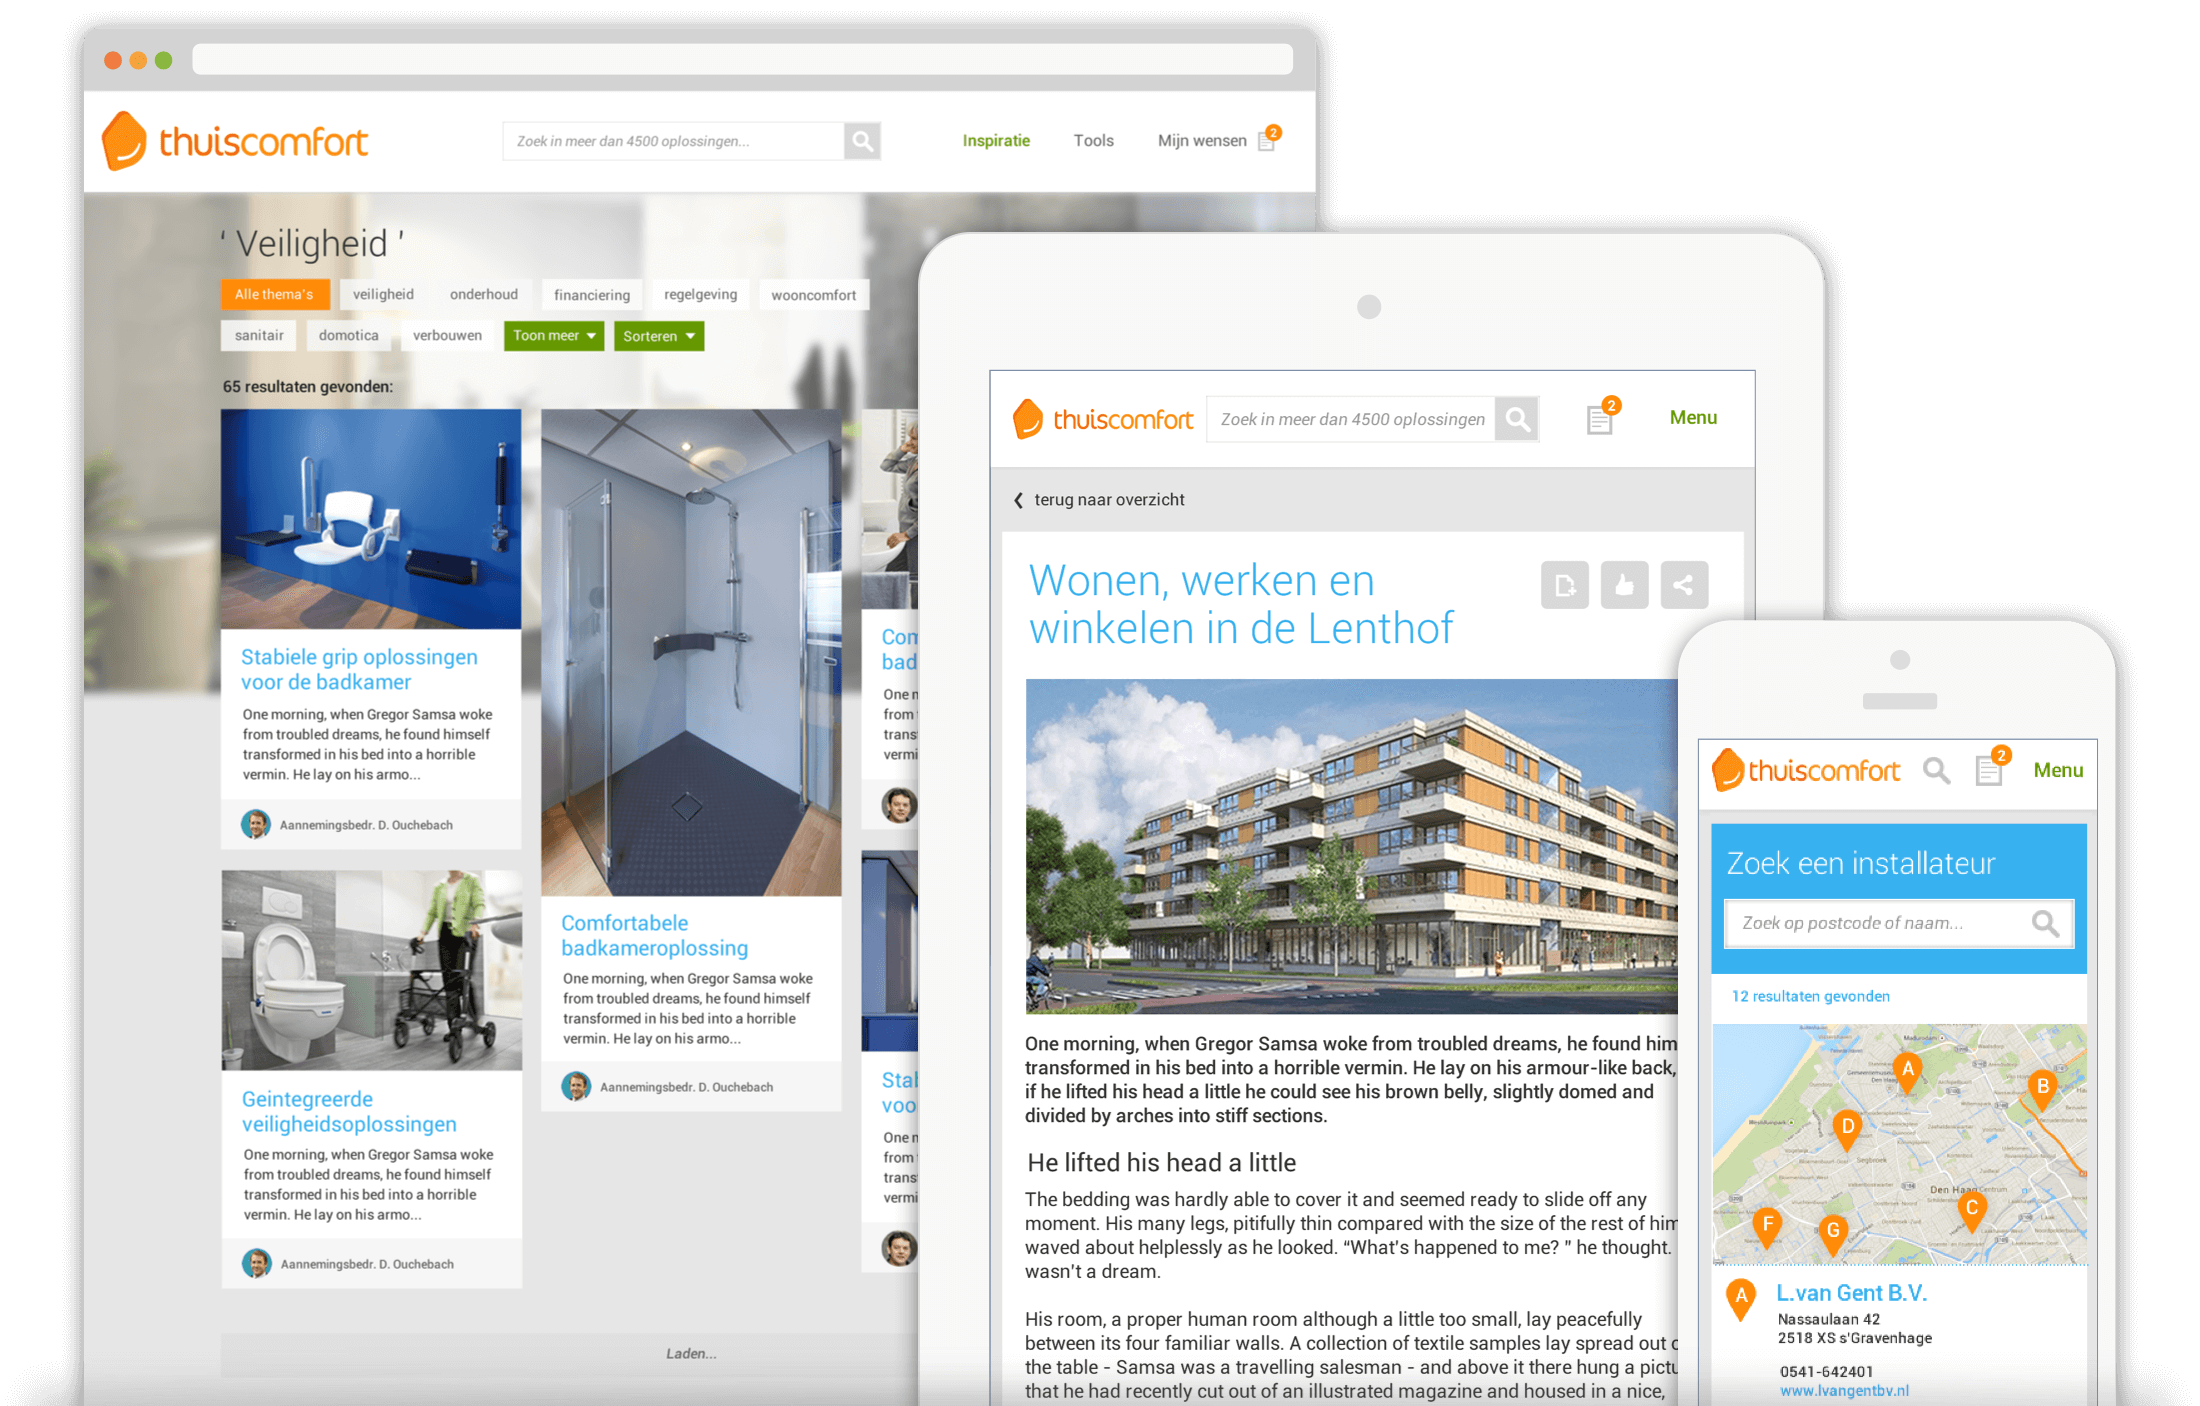 thuiscomfort
Zoek in meer dan 4500 oplossingen...
Inspiratie
Tools
Mijn wensen
2
' Veiligheid '
Alle thema's
veiligheid
onderhoud
financiering
regelgeving
wooncomfort
sanitair
domotica
verbouwen
Toon meer
Sorteren
65 resultaten gevonden:
Stabiele grip oplossingen
voor de badkamer
One morning, when Gregor Samsa woke
from troubled dreams, he found himself
transformed in his bed into a horrible
vermin. He lay on his armo...
Aannemingsbedr. D. Ouchebach
Geintegreerde
veiligheidsoplossingen
One morning, when Gregor Samsa woke
from troubled dreams, he found himself
transformed in his bed into a horrible
vermin. He lay on his armo...
Aannemingsbedr. D. Ouchebach
Comfortabele
badkameroplossing
One morning, when Gregor Samsa woke
from troubled dreams, he found himself
transformed in his bed into a horrible
vermin. He lay on his armo...
Aannemingsbedr. D. Ouchebach
Com
bad
One n
from
trans
vermi
Stal
voo
One n
from
trans
vermi
Laden...
thuiscomfort
Zoek in meer dan 4500 oplossingen
2
Menu
terug naar overzicht
Wonen, werken en
winkelen in de Lenthof
One morning, when Gregor Samsa woke from troubled dreams, he found him
transformed in his bed into a horrible vermin. He lay on his armour-like back,
if he lifted his head a little he could see his brown belly, slightly domed and
divided by arches into stiff sections.
He lifted his head a little
The bedding was hardly able to cover it and seemed ready to slide off any
moment. His many legs, pitifully thin compared with the size of the rest of him
waved about helplessly as he looked. “What's happened to me? ” he thought.
wasn't a dream.
His room, a proper human room although a little too small, lay peacefully
between its four familiar walls. A collection of textile samples lay spread out o
the table - Samsa was a travelling salesman - and above it there hung a pictu
that he had recently cut out of an illustrated magazine and housed in a nice,
thuiscomfort
2
Menu
Zoek een installateur
Zoek op postcode of naam...
12 resultaten gevonden
A
B
D
Den Haag Centrum
C
F
G
A
L.van Gent B.V.
Nassaulaan 42
2518 XS s'Gravenhage
0541-642401
www.lvangentbv.nl